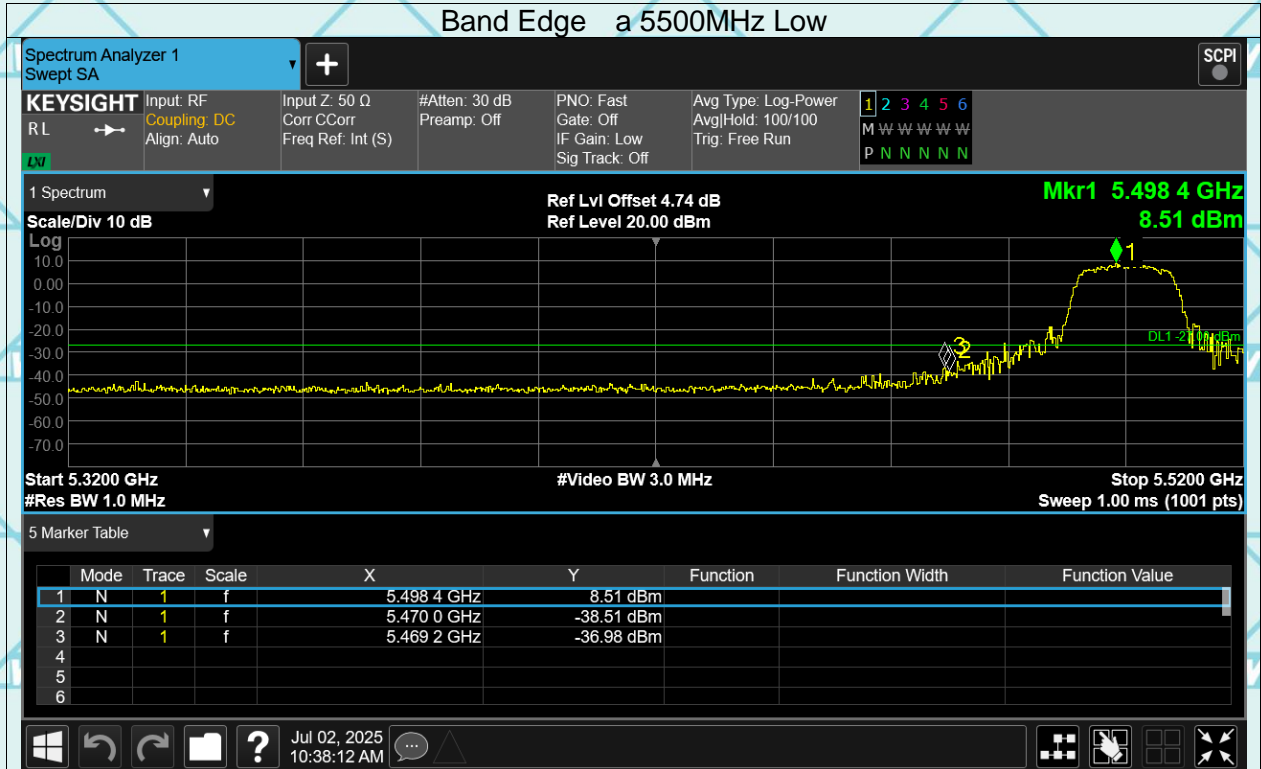 Band Edge a 5500MHz Low
Spectrum Analyzer 1
Swept SA
SCPI
KEYSIGHT
RL
LXI
Input: RF
Coupling: DC
Align: Auto
Input Z: 50 Ω
Corr CCorr
Freq Ref: Int (S)
#Atten: 30 dB
Preamp: Off
PNO: Fast
Gate: Off
IF Gain: Low
Sig Track: Off
Avg Type: Log-Power
Avg|Hold: 100/100
Trig: Free Run
1 2 3 4 5 6
M W W W W W
P N N N N N
1 Spectrum
Scale/Div 10 dB
Ref Lvl Offset 4.74 dB
Ref Level 20.00 dBm
Mkr1 5.498 4 GHz
8.51 dBm
Log
10.0
0.00
-10.0
-20.0
-30.0
-40.0
-50.0
-60.0
-70.0
1
3
2
Start 5.3200 GHz
#Video BW 3.0 MHz
Stop 5.5200 GHz
#Res BW 1.0 MHz
Sweep 1.00 ms (1001 pts)
5 Marker Table
Mode Trace Scale X Y Function Function Width Function Value
1 N 1 f 5.498 4 GHz 8.51 dBm
2 N 1 f 5.470 0 GHz -38.51 dBm
3 N 1 f 5.469 2 GHz -36.98 dBm
4
5
6
?
Jul 02, 2025
10:38:12 AM